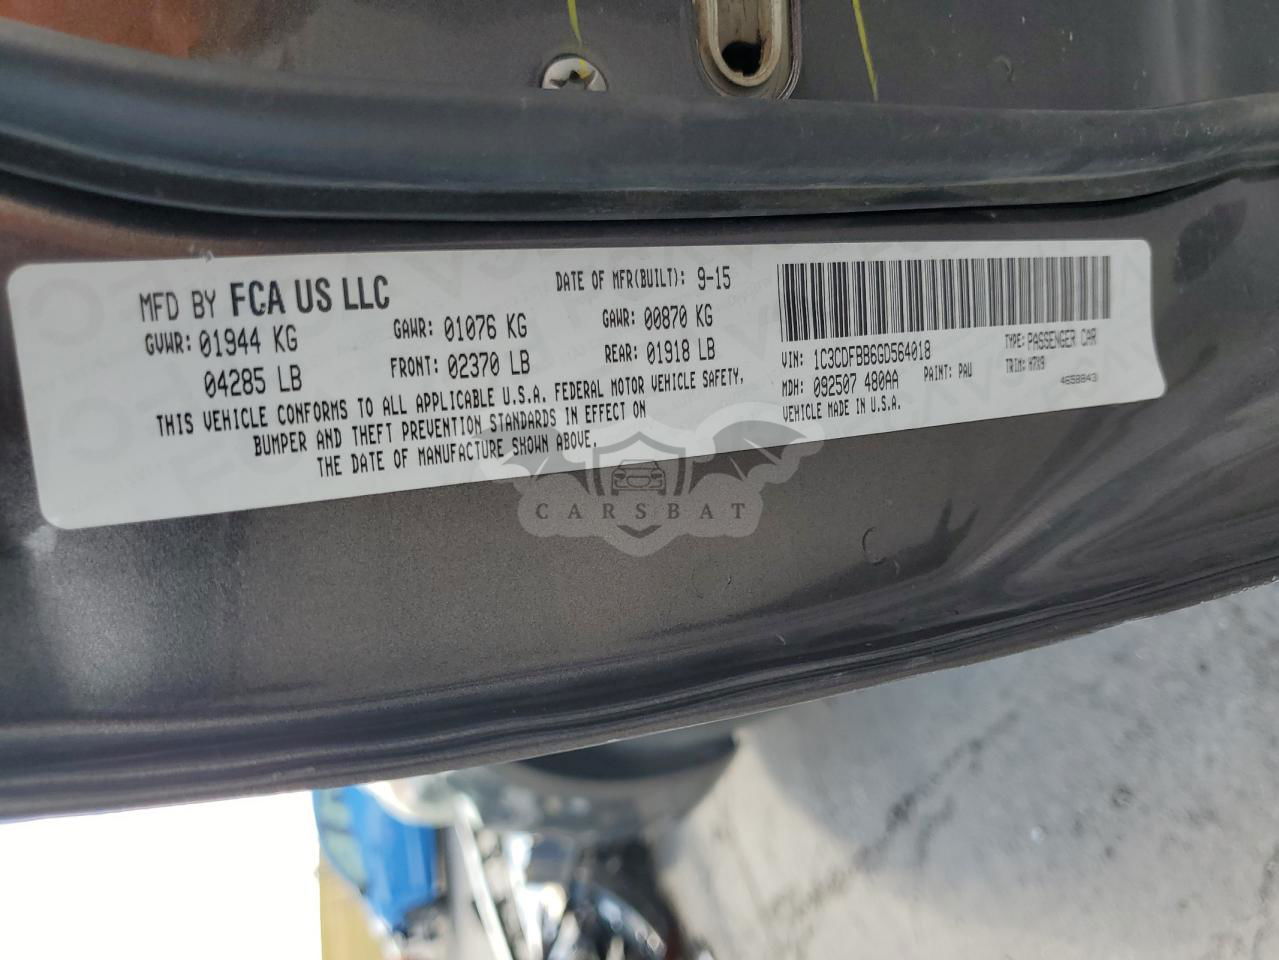 MFD BY FCA US LLC
DATE OF MFR(BUILT): 9-15
GVWR: 01944 KG
04285 LB
GAWR: 01076 KG
FRONT: 02370 LB
GAWR: 00870 KG
REAR: 01918 LB
THIS VEHICLE CONFORMS TO ALL APPLICABLE U.S.A. FEDERAL MOTOR VEHICLE SAFETY,
BUMPER AND THEFT PREVENTION STANDARDS IN EFFECT ON
THE DATE OF MANUFACTURE SHOWN ABOVE.
VIN: 1C3CDFBB6GD564018
TYPE: PASSENGER CAR
MDH: 092507 480AA
PAINT: PAU
TRIM: H7X9
VEHICLE MADE IN U.S.A.
4658843
CARSBAT